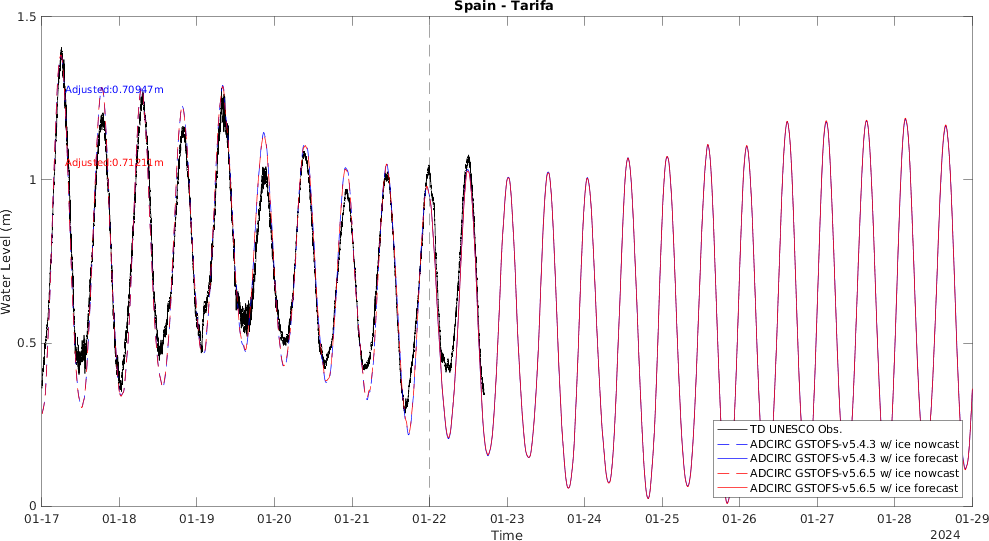 Spain - Tarifa
1.5
Adjusted:0.70947m
Adjusted:0.71211m
1
Water Level (m)
0.5
TD UNESCO Obs.
ADCIRC GSTOFS-v5.4.3 w/ ice nowcast
ADCIRC GSTOFS-v5.4.3 w/ ice forecast
ADCIRC GSTOFS-v5.6.5 w/ ice nowcast
ADCIRC GSTOFS-v5.6.5 w/ ice forecast
0
01-17 01-18 01-19 01-20 01-21 01-22 01-23 01-24 01-25 01-26 01-27 01-28 01-29
Time 2024